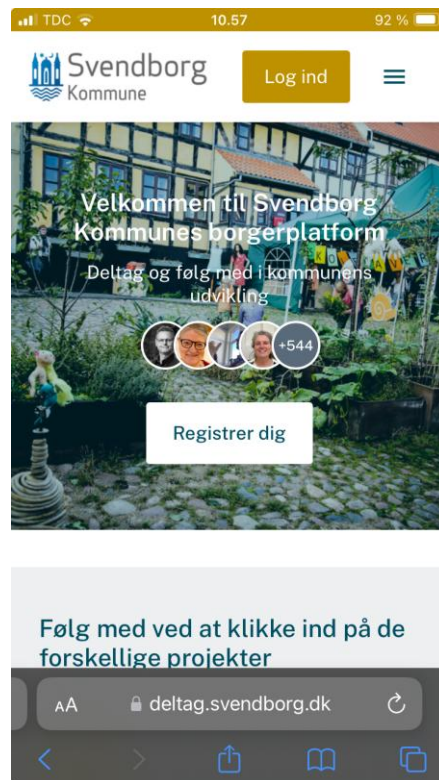 TDC
10.57
92 %
Svendborg
Kommune
Log ind
Velkommen til Svendborg
Kommunes borgerplatform
Deltag og følg med i kommunens
udvikling
+544
Registrer dig
Følg med ved at klikke ind på de
forskellige projekter
AA
deltag.svendborg.dk